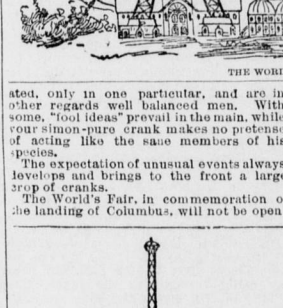 THE WORL
ated, only in one particular, and are in
other regards well balanced men. With
some, "fool ideas" prevail in the main, while
your simon-pure crank makes no pretense
of acting like the sane members of his
species.
The expectation of unusual events always
develops and brings to the front a large
crop of cranks.
The World's Fair, in commemoration o
the landing of Columbus, will not be open